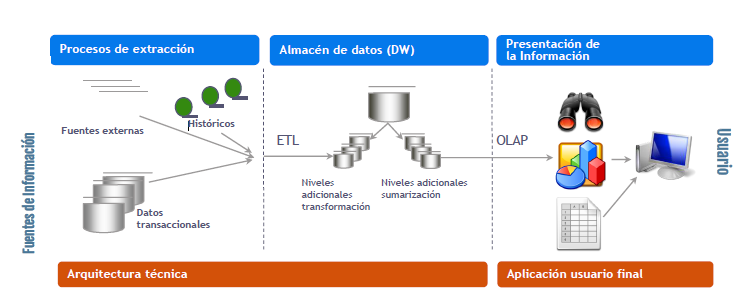 Procesos de extracción
Almacén de datos (DW)
Presentación de
la Información
Fuentes de Información
Fuentes externas
Históricos
Datos
transaccionales
ETL
Niveles
adicionales
transformación
Niveles adicionales
sumarización
OLAP
Usuario
Arquitectura técnica
Aplicación usuario final